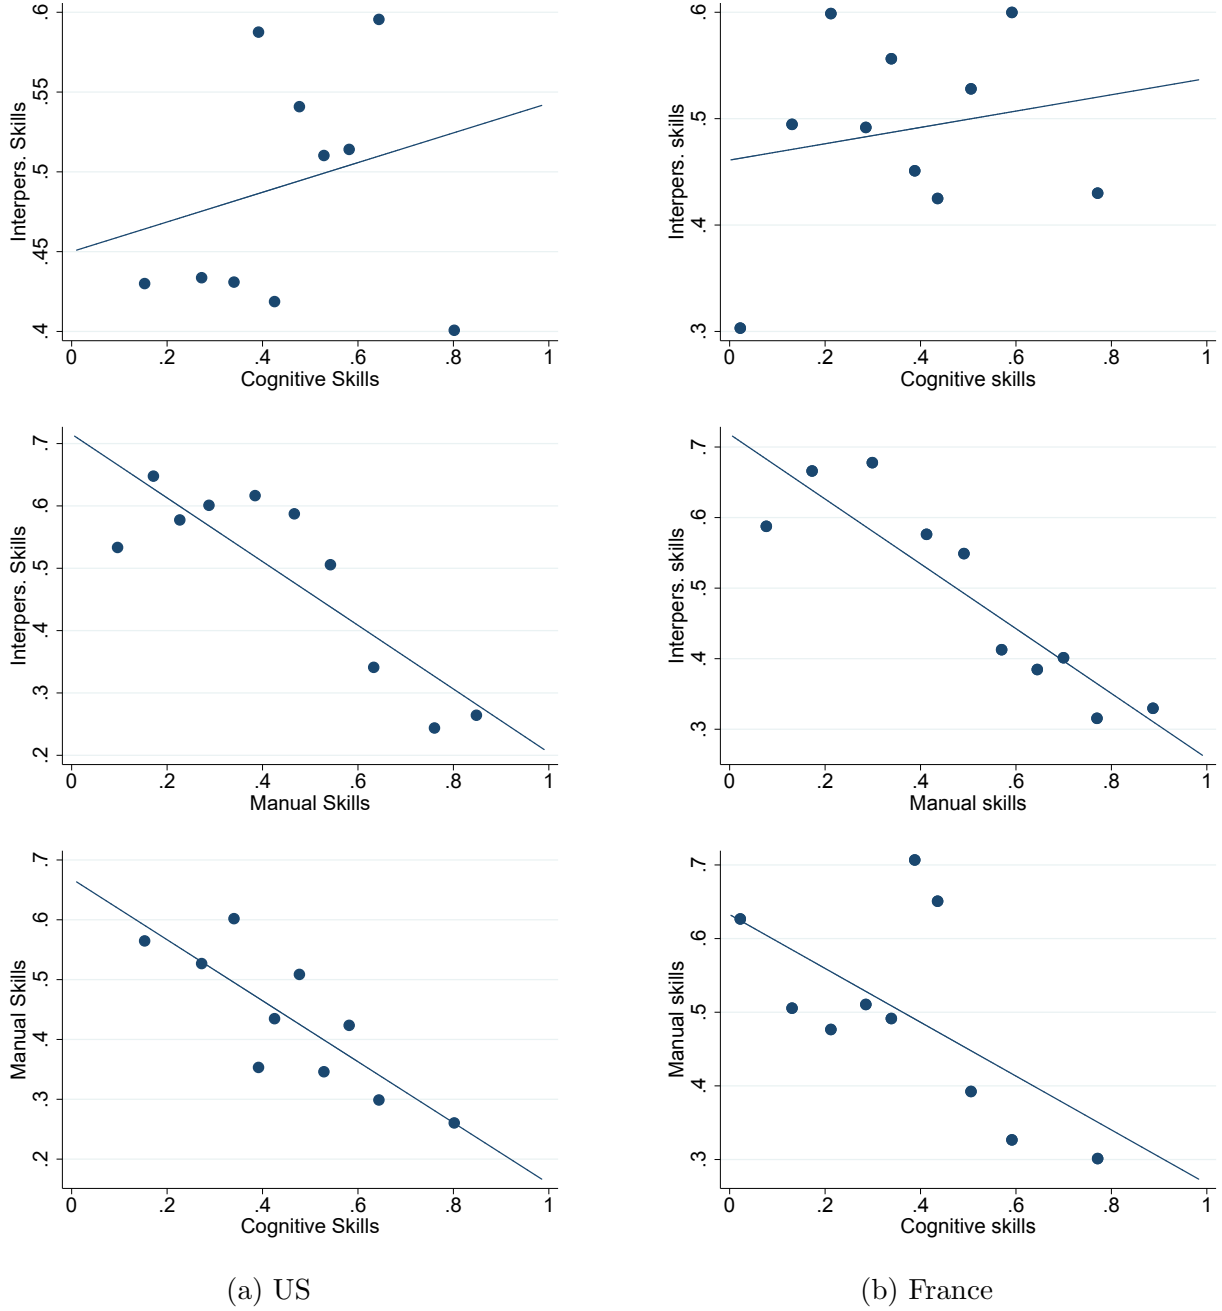 .6
.55
.5
.45
.4
Interpers. Skills
0 .2 .4 .6 .8 1
Cognitive Skills
.6
.5
.4
.3
Interpers. skills
0 .2 .4 .6 .8 1
Cognitive skills
.7
.6
.5
.4
.3
.2
Interpers. Skills
0 .2 .4 .6 .8 1
Manual Skills
.7
.6
.5
.4
.3
Interpers. skills
0 .2 .4 .6 .8 1
Manual skills
.7
.6
.5
.4
.3
.2
Manual Skills
0 .2 .4 .6 .8 1
Cognitive Skills
.7
.6
.5
.4
.3
Manual skills
0 .2 .4 .6 .8 1
Cognitive skills
(a) US
(b) France